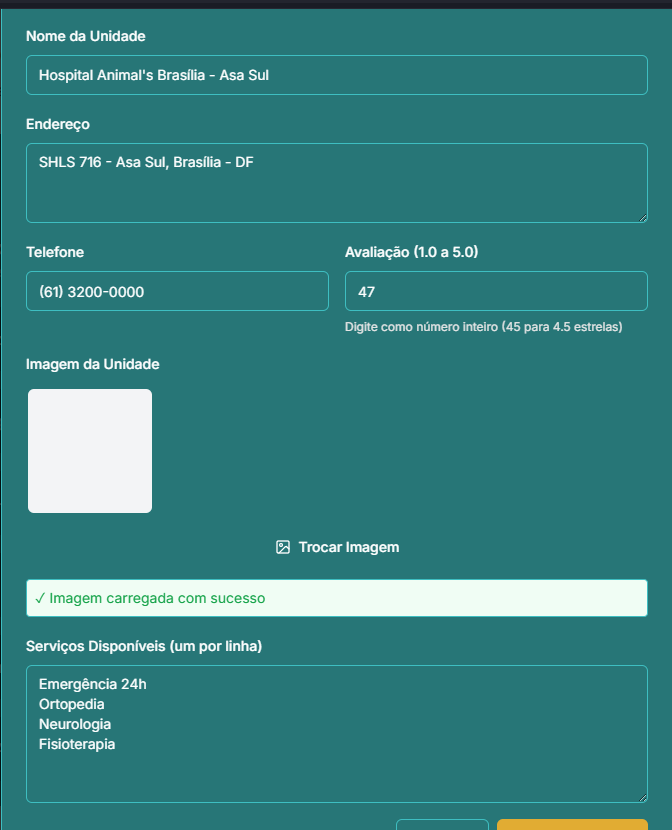 Nome da Unidade
Hospital Animal's Brasília - Asa Sul
Endereço
SHLS 716 - Asa Sul, Brasília - DF
Telefone
Avaliação (1.0 a 5.0)
(61) 3200-0000
47
Digite como número inteiro (45 para 4.5 estrelas)
Imagem da Unidade
Trocar Imagem
✓ Imagem carregada com sucesso
Serviços Disponíveis (um por linha)
Emergência 24h
Ortopedia
Neurologia
Fisioterapia